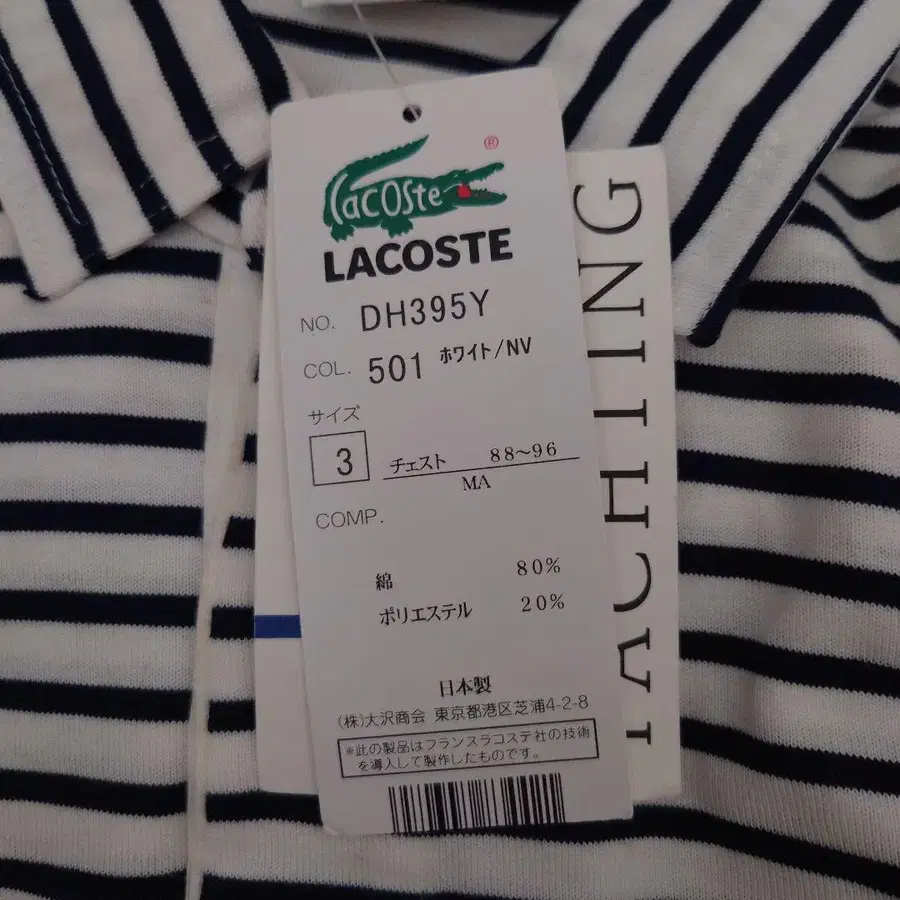 Lacoste
®
LACOSTE
NO. DH395Y
COL. 501 ホワイト/NV
サイズ
3 チェスト 88〜96
MA
COMP.
綿 80%
ポリエステル 20%
日本製
(株)大沢商会 東京都港区芝浦4-2-8
※此の製品はフランスラコステ社の技術
を導入して製作したものです。
YACHTING